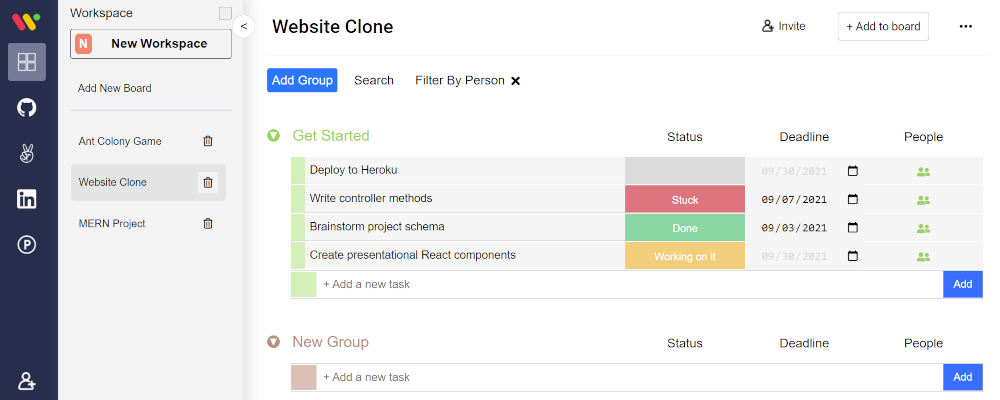 Workspace
<
N New Workspace
Add New Board
Ant Colony Game
Website Clone
MERN Project
in
P
Website Clone
Invite
+ Add to board
Add Group
Search
Filter By Person
Get Started Status Deadline People
Deploy to Heroku 09/30/2021
Write controller methods Stuck 09/07/2021
Brainstorm project schema Done 09/03/2021
Create presentational React components Working on it 09/30/2021
+ Add a new task Add
New Group Status Deadline People
+ Add a new task Add